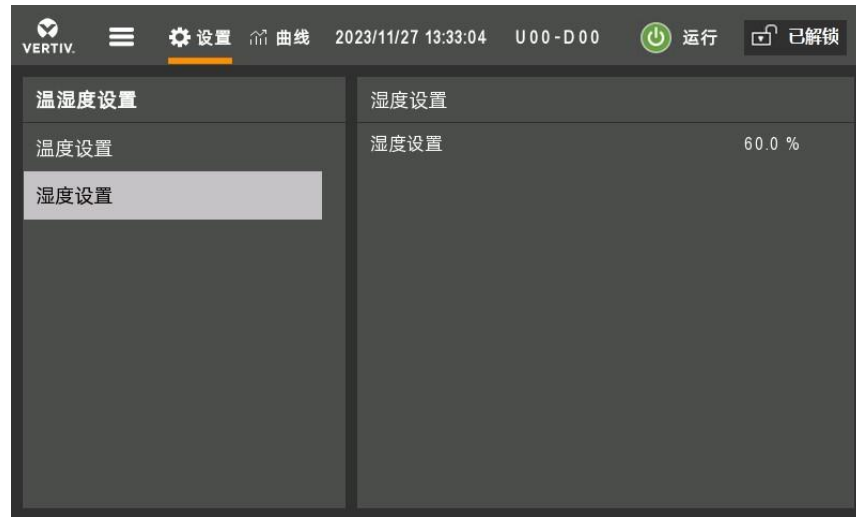 VERTIV. 设置 曲线 2023/11/27 13:33:04 U00-D00 运行 已解锁
温湿度设置
温度设置
湿度设置
湿度设置
湿度设置 60.0 %